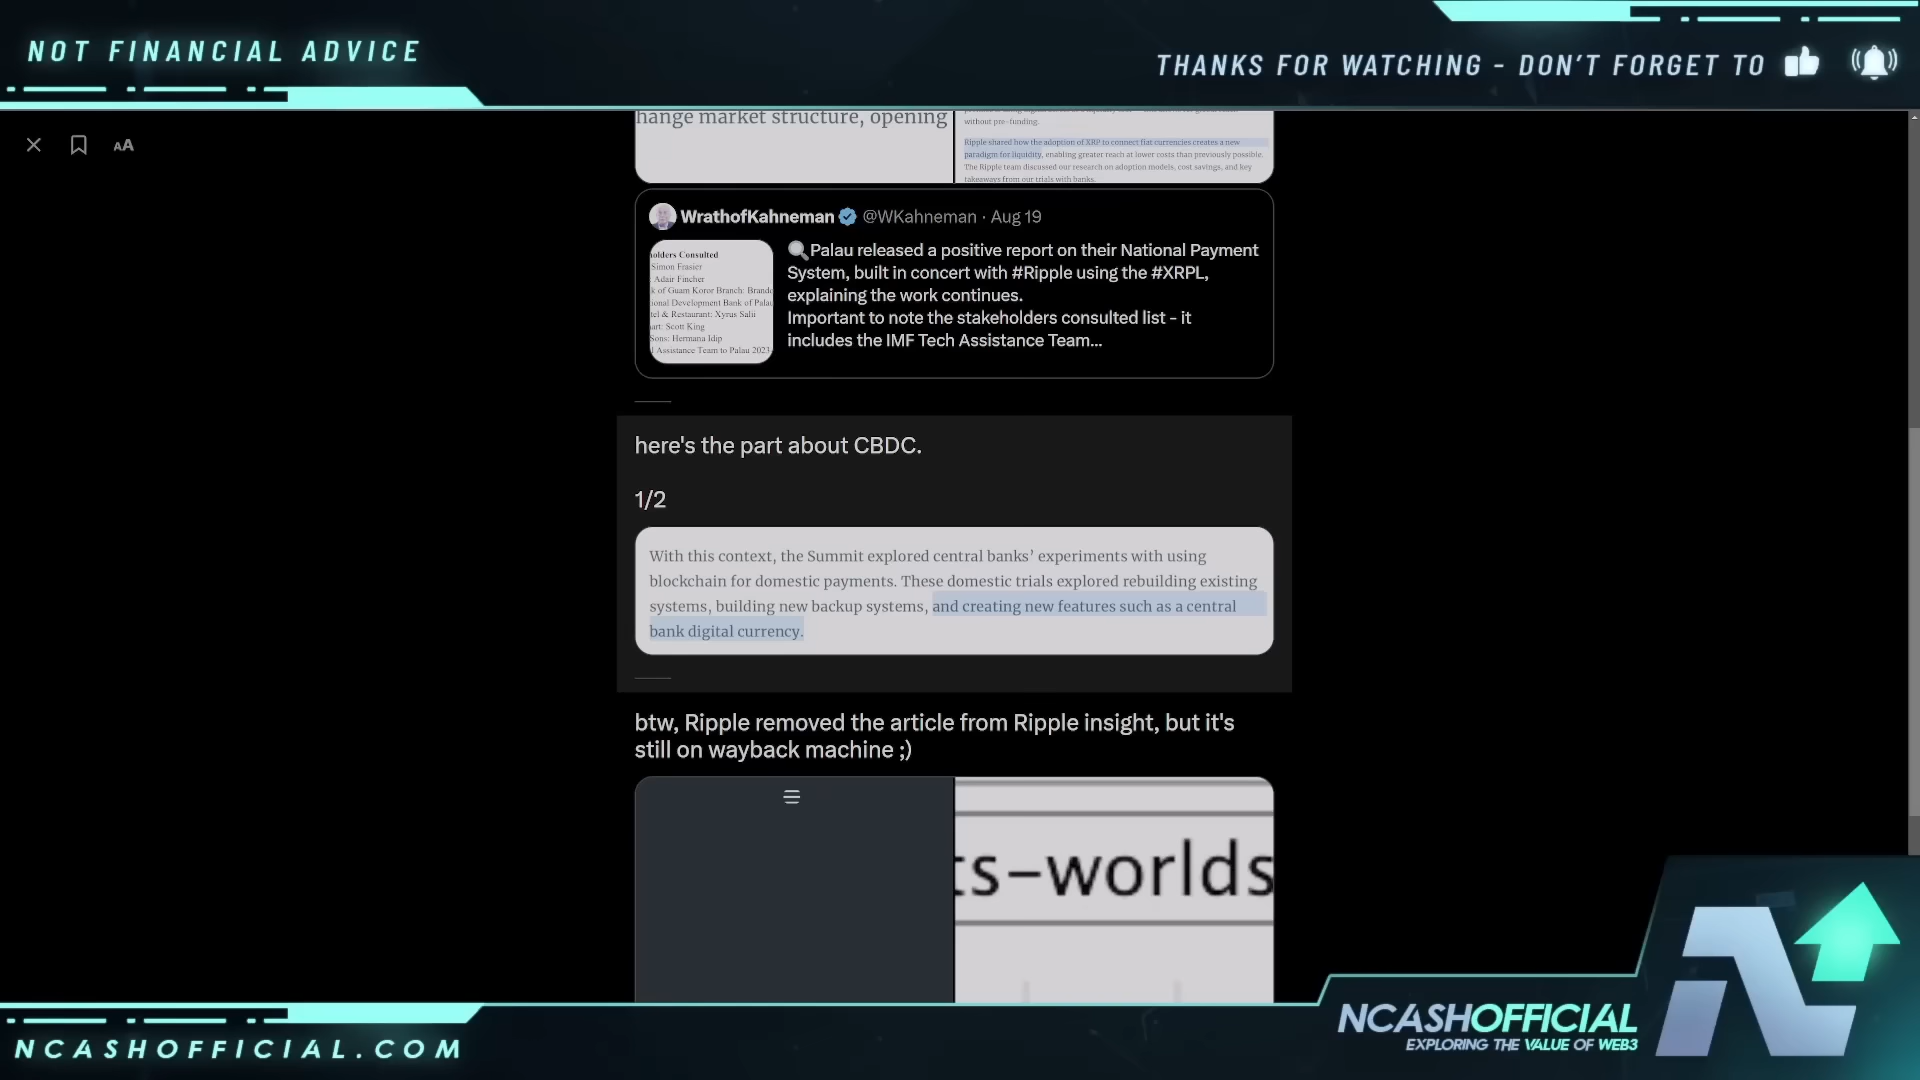 NOT FINANCIAL ADVICE
THANKS FOR WATCHING - DON'T FORGET TO
hange market structure, opening
without pre-funding.
Ripple shared how the adoption of XRP to connect fiat currencies creates a new
paradigm for liquidity, enabling greater reach at lower costs than previously possible.
The Ripple team discussed our research on adoption models, cost savings, and key
takeaways from our trials with banks.
AA
WrathofKahneman @WKahneman · Aug 19
olders Consulted
Simon Frasier
Adair Fincher
k of Guam Koror Branch: Brande
ional Development Bank of Palau
tel & Restaurant: Xyrus Salii
art: Scott King
Sons: Hermana Idip
l Assistance Team to Palau 2023
🔍Palau released a positive report on their National Payment
System, built in concert with #Ripple using the #XRPL,
explaining the work continues.
Important to note the stakeholders consulted list - it
includes the IMF Tech Assistance Team...
here's the part about CBDC.
1/2
With this context, the Summit explored central banks' experiments with using
blockchain for domestic payments. These domestic trials explored rebuilding existing
systems, building new backup systems, and creating new features such as a central
bank digital currency.
btw, Ripple removed the article from Ripple insight, but it's
still on wayback machine ;)
ts-worlds
NCASHOFFICIAL.COM
NCASHOFFICIAL
EXPLORING THE VALUE OF WEB3